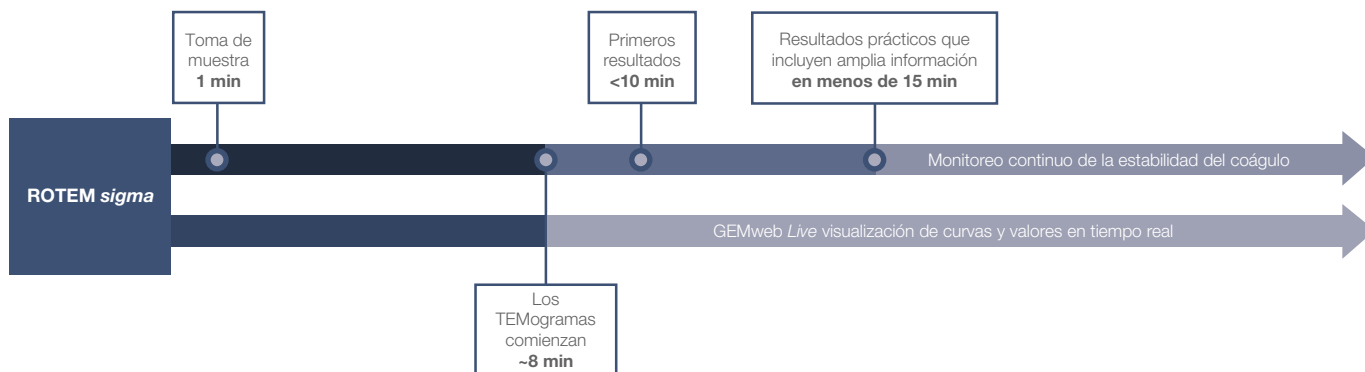 Toma de
muestra
1 min
Primeros
resultados
<10 min
Resultados prácticos que
incluyen amplia información
en menos de 15 min
ROTEM sigma
Monitoreo continuo de la estabilidad del coágulo
GEMweb Live visualización de curvas y valores en tiempo real
Los
TEMogramas
comienzan
~8 min